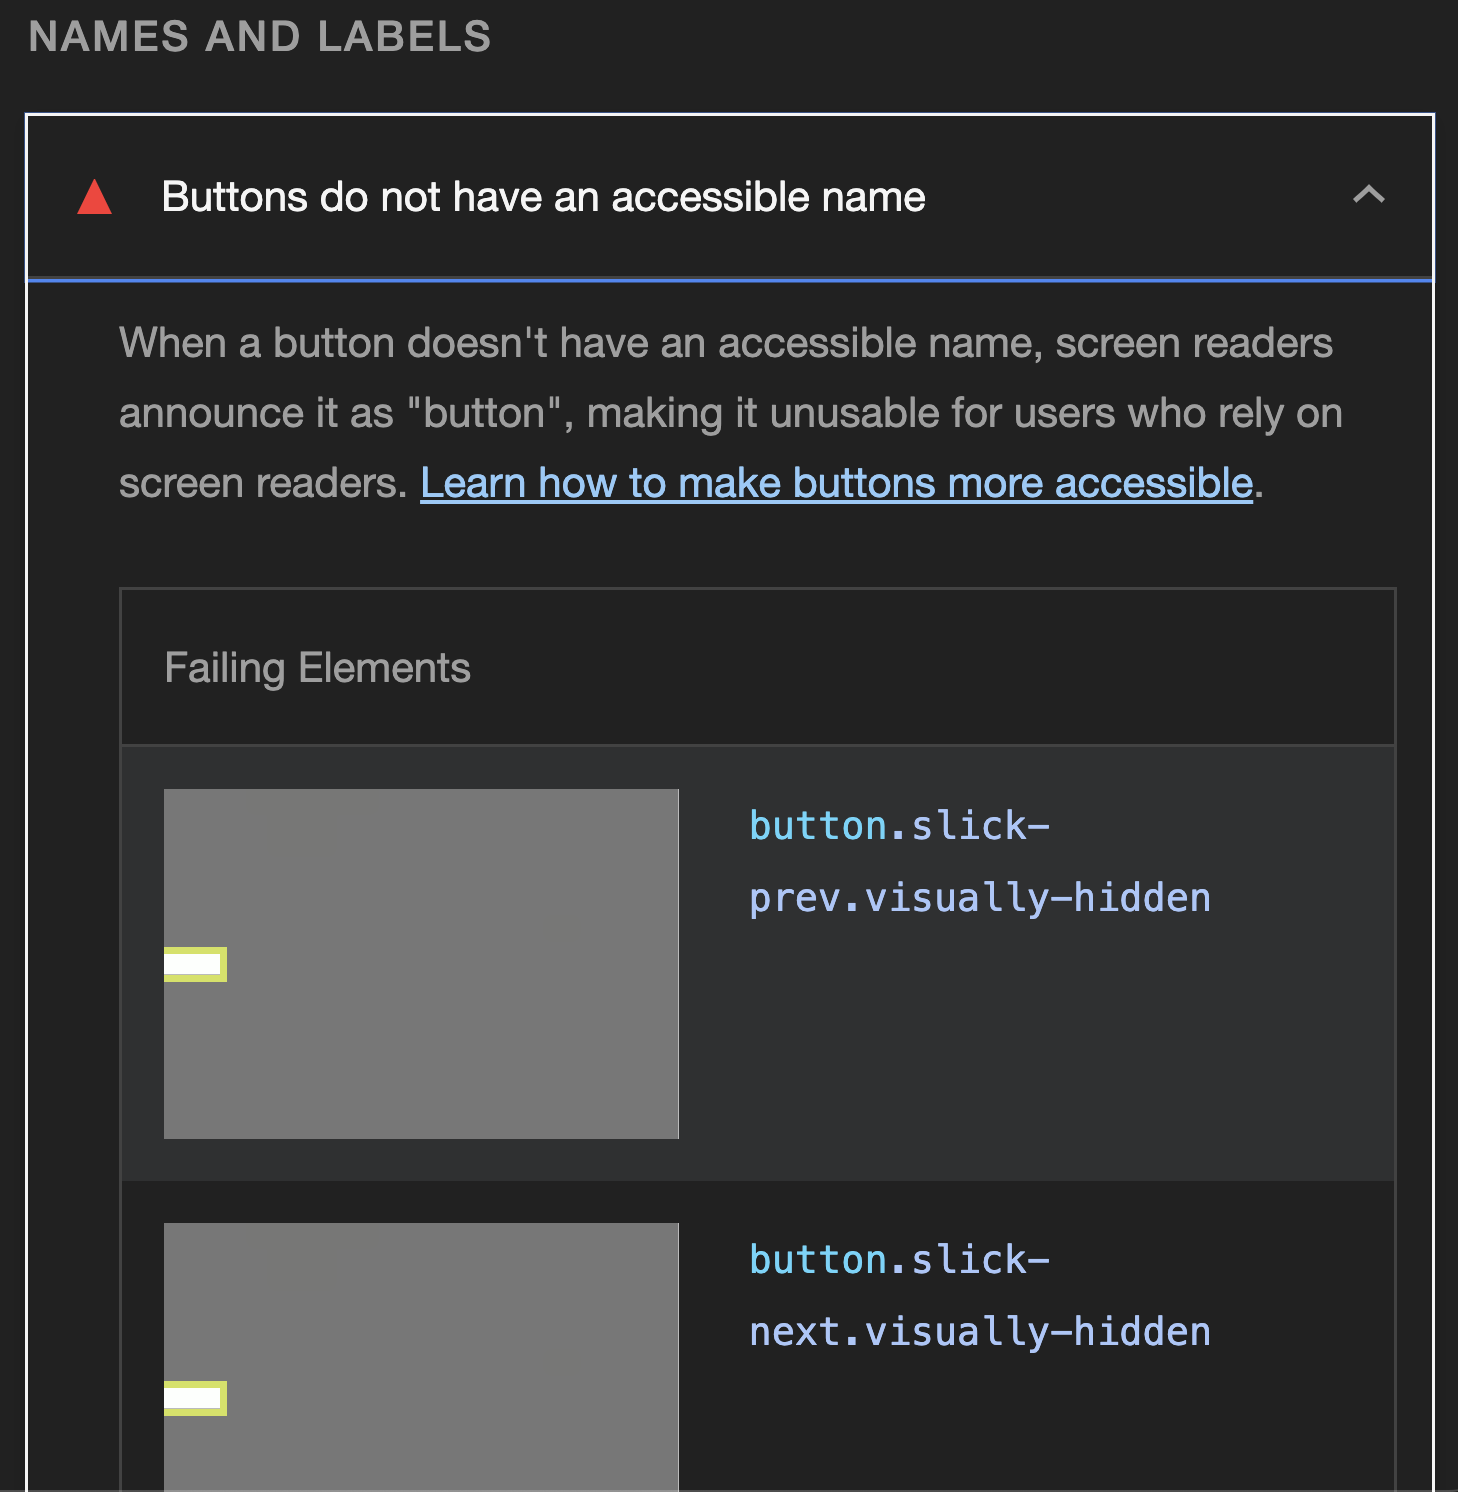 NAMES AND LABELS
Buttons do not have an accessible name
When a button doesn't have an accessible name, screen readers
announce it as "button", making it unusable for users who rely on
screen readers. Learn how to make buttons more accessible.
Failing Elements
button.slick-
prev.visually-hidden
button.slick-
next.visually-hidden